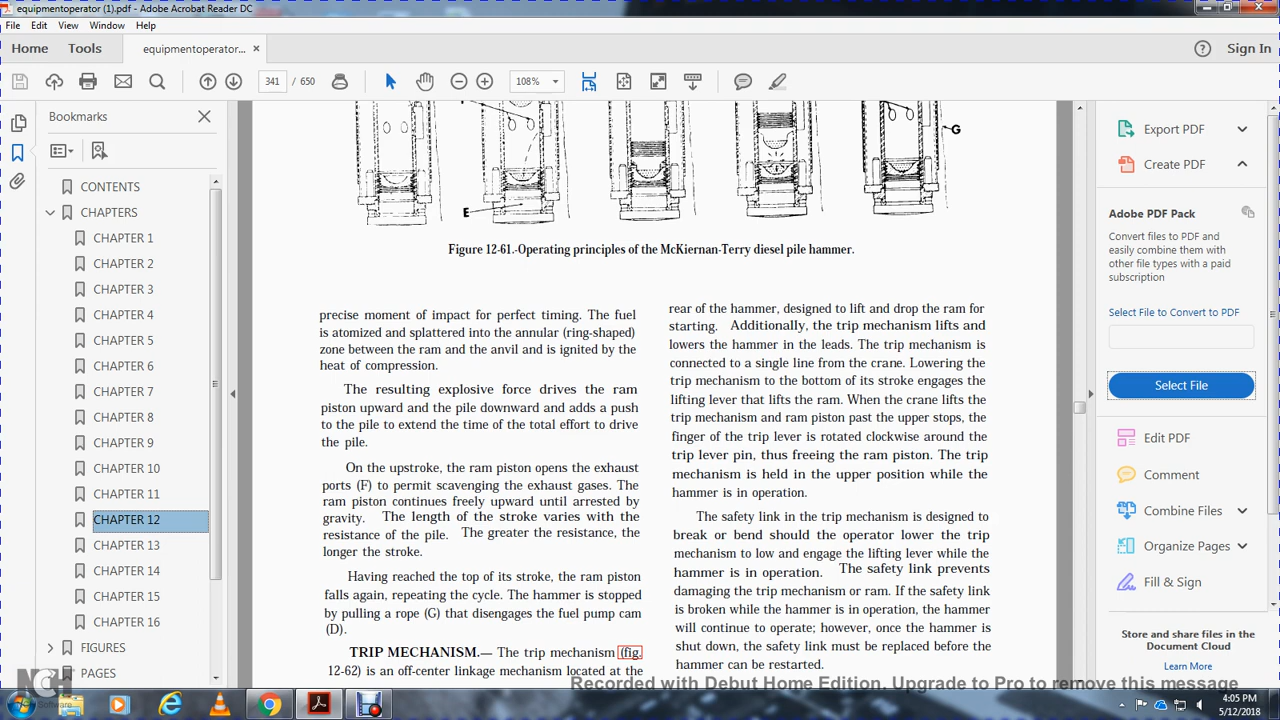 equipmentoperator (1).pdf - Adobe Acrobat Reader DC
File Edit View Window Help
Home Tools equipmentoperator... × Sign In
341 / 650 108%
Bookmarks
CONTENTS
CHAPTERS
CHAPTER 1
CHAPTER 2
CHAPTER 3
CHAPTER 4
CHAPTER 5
CHAPTER 6
CHAPTER 7
CHAPTER 8
CHAPTER 9
CHAPTER 10
CHAPTER 11
CHAPTER 12
CHAPTER 13
CHAPTER 14
CHAPTER 15
CHAPTER 16
FIGURES
PAGES
G
E
Figure 12-61.-Operating principles of the McKiernan-Terry diesel pile hammer.
precise moment of impact for perfect timing. The fuel
is atomized and splattered into the annular (ring-shaped)
zone between the ram and the anvil and is ignited by the
heat of compression.
The resulting explosive force drives the ram
piston upward and the pile downward and adds a push
to the pile to extend the time of the total effort to drive
the pile.
On the upstroke, the ram piston opens the exhaust
ports (F) to permit scavenging the exhaust gases. The
ram piston continues freely upward until arrested by
gravity. The length of the stroke varies with the
resistance of the pile. The greater the resistance, the
longer the stroke.
Having reached the top of its stroke, the ram piston
falls again, repeating the cycle. The hammer is stopped
by pulling a rope (G) that disengages the fuel pump cam
(D).
TRIP MECHANISM.— The trip mechanism (fig.
12-62) is an off-center linkage mechanism located at the
rear of the hammer, designed to lift and drop the ram for
starting. Additionally, the trip mechanism lifts and
lowers the hammer in the leads. The trip mechanism is
connected to a single line from the crane. Lowering the
trip mechanism to the bottom of its stroke engages the
lifting lever that lifts the ram. When the crane lifts the
trip mechanism and ram piston past the upper stops, the
finger of the trip lever is rotated clockwise around the
trip lever pin, thus freeing the ram piston. The trip
mechanism is held in the upper position while the
hammer is in operation.
The safety link in the trip mechanism is designed to
break or bend should the operator lower the trip
mechanism to low and engage the lifting lever while the
hammer is in operation. The safety link prevents
damaging the trip mechanism or ram. If the safety link
is broken while the hammer is in operation, the hammer
will continue to operate; however, once the hammer is
shut down, the safety link must be replaced before the
hammer can be restarted.
Export PDF
Create PDF
Adobe PDF Pack
Convert files to PDF and
easily combine them with
other file types with a paid
subscription
Select File to Convert to PDF
Select File
Edit PDF
Comment
Combine Files
Organize Pages
Fill & Sign
Store and share files in the
Document Cloud
Learn More
Recorded with Debut Home Edition, Upgrade to Pro to remove this message
NCH
Software
4:05 PM
5/12/2018